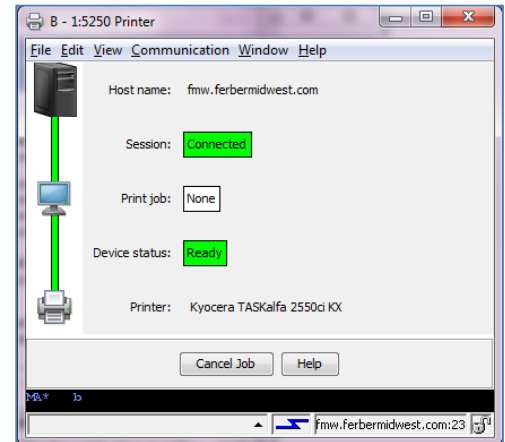 B - 1:5250 Printer
File Edit View Communication Window Help
Host name: fmw.ferbermidwest.com
Session: Connected
Print job: None
Device status: Ready
Printer: Kyocera TASKalfa 2550ci KX
Cancel Job Help
MA* b
fmw.ferbermidwest.com:23